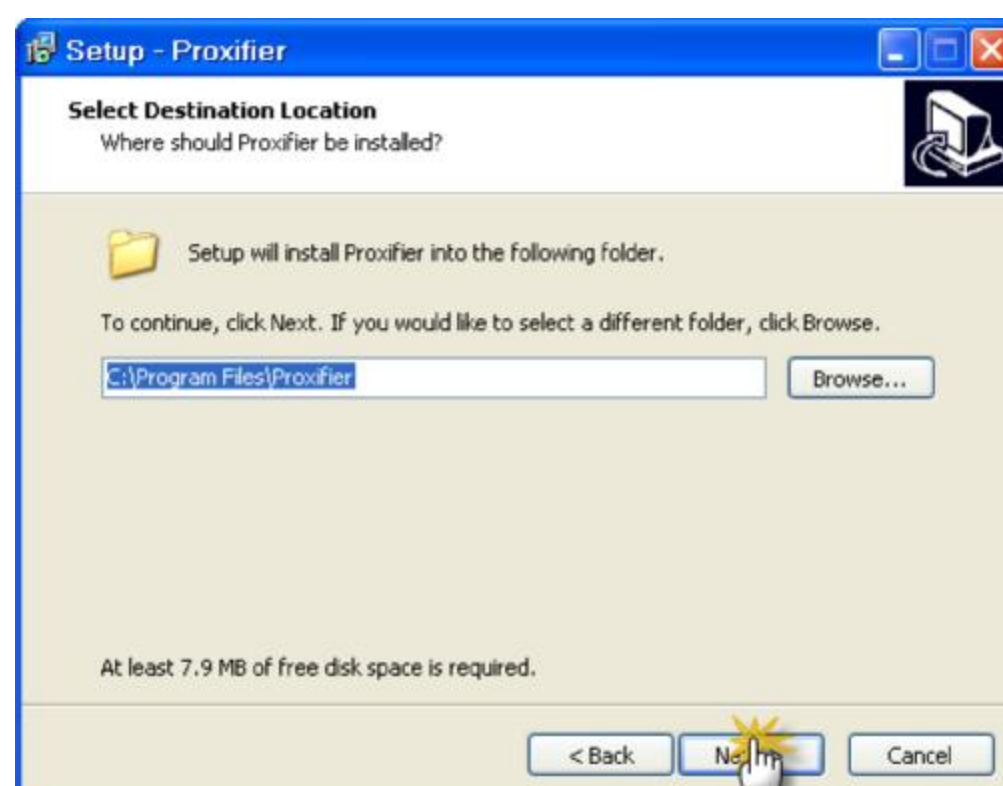 Setup - Proxifier
Select Destination Location
Where should Proxifier be installed?
Setup will install Proxifier into the following folder.
To continue, click Next. If you would like to select a different folder, click Browse.
C:\Program Files\Proxifier
Browse...
At least 7.9 MB of free disk space is required.
< Back
Cancel